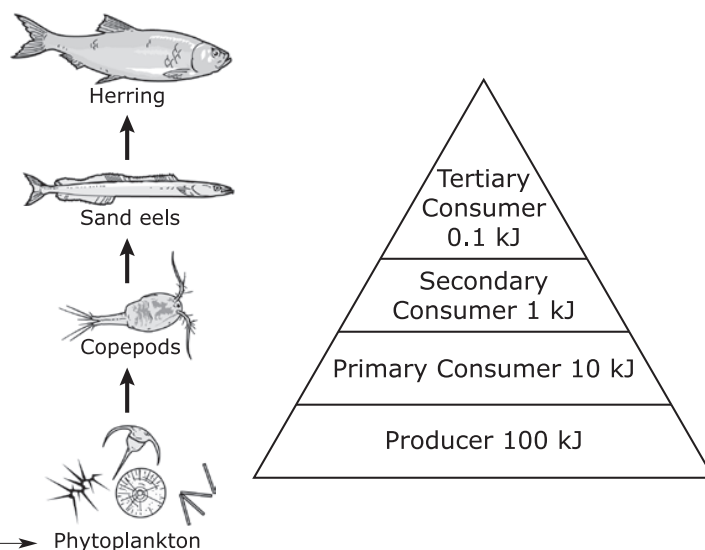 Herring
Sand eels
Copepods
Phytoplankton
Tertiary
Consumer
0.1 kJ
Secondary
Consumer 1 kJ
Primary Consumer 10 kJ
Producer 100 kJ